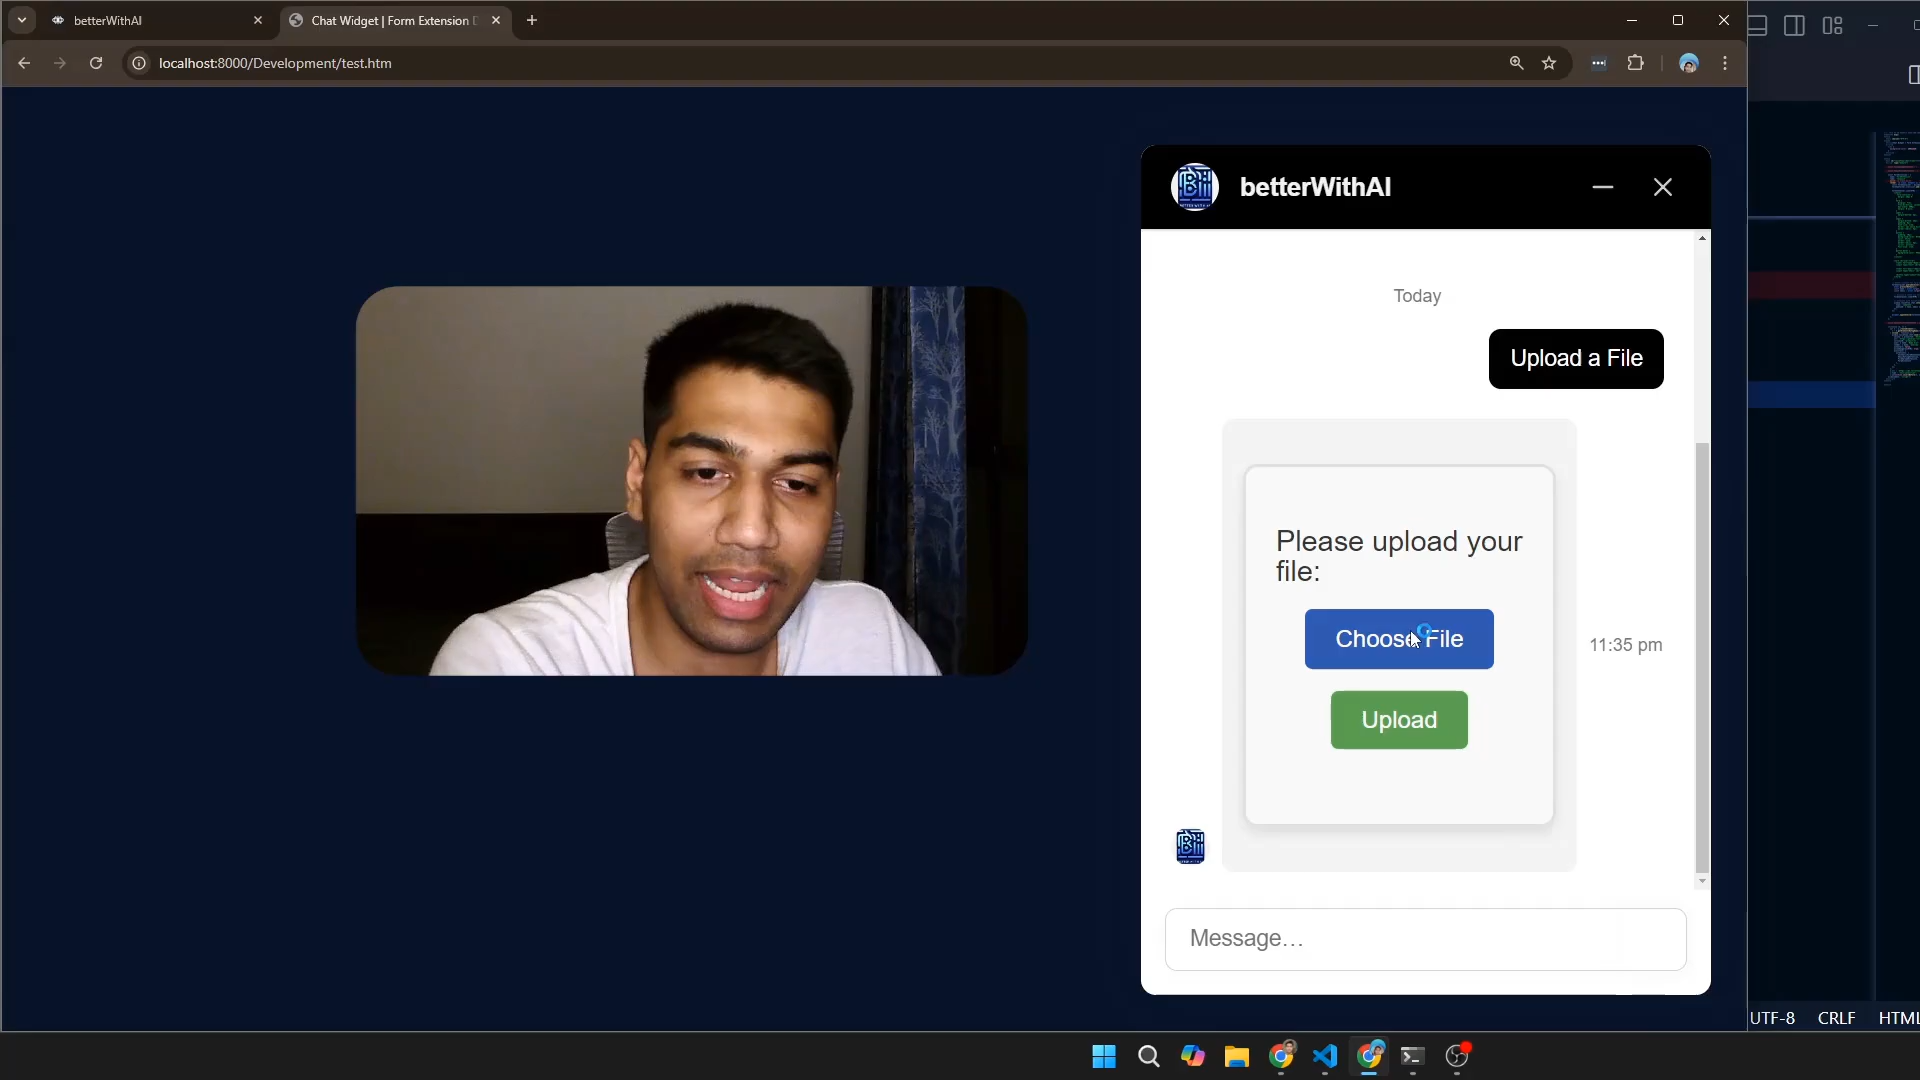 betterWithAI
Chat Widget | Form Extension
localhost:8000/Development/test.htm
betterWithAI
Today
Upload a File
Please upload your
file:
Choose File
11:35 pm
Upload
Message…
UTF-8 CRLF HTML